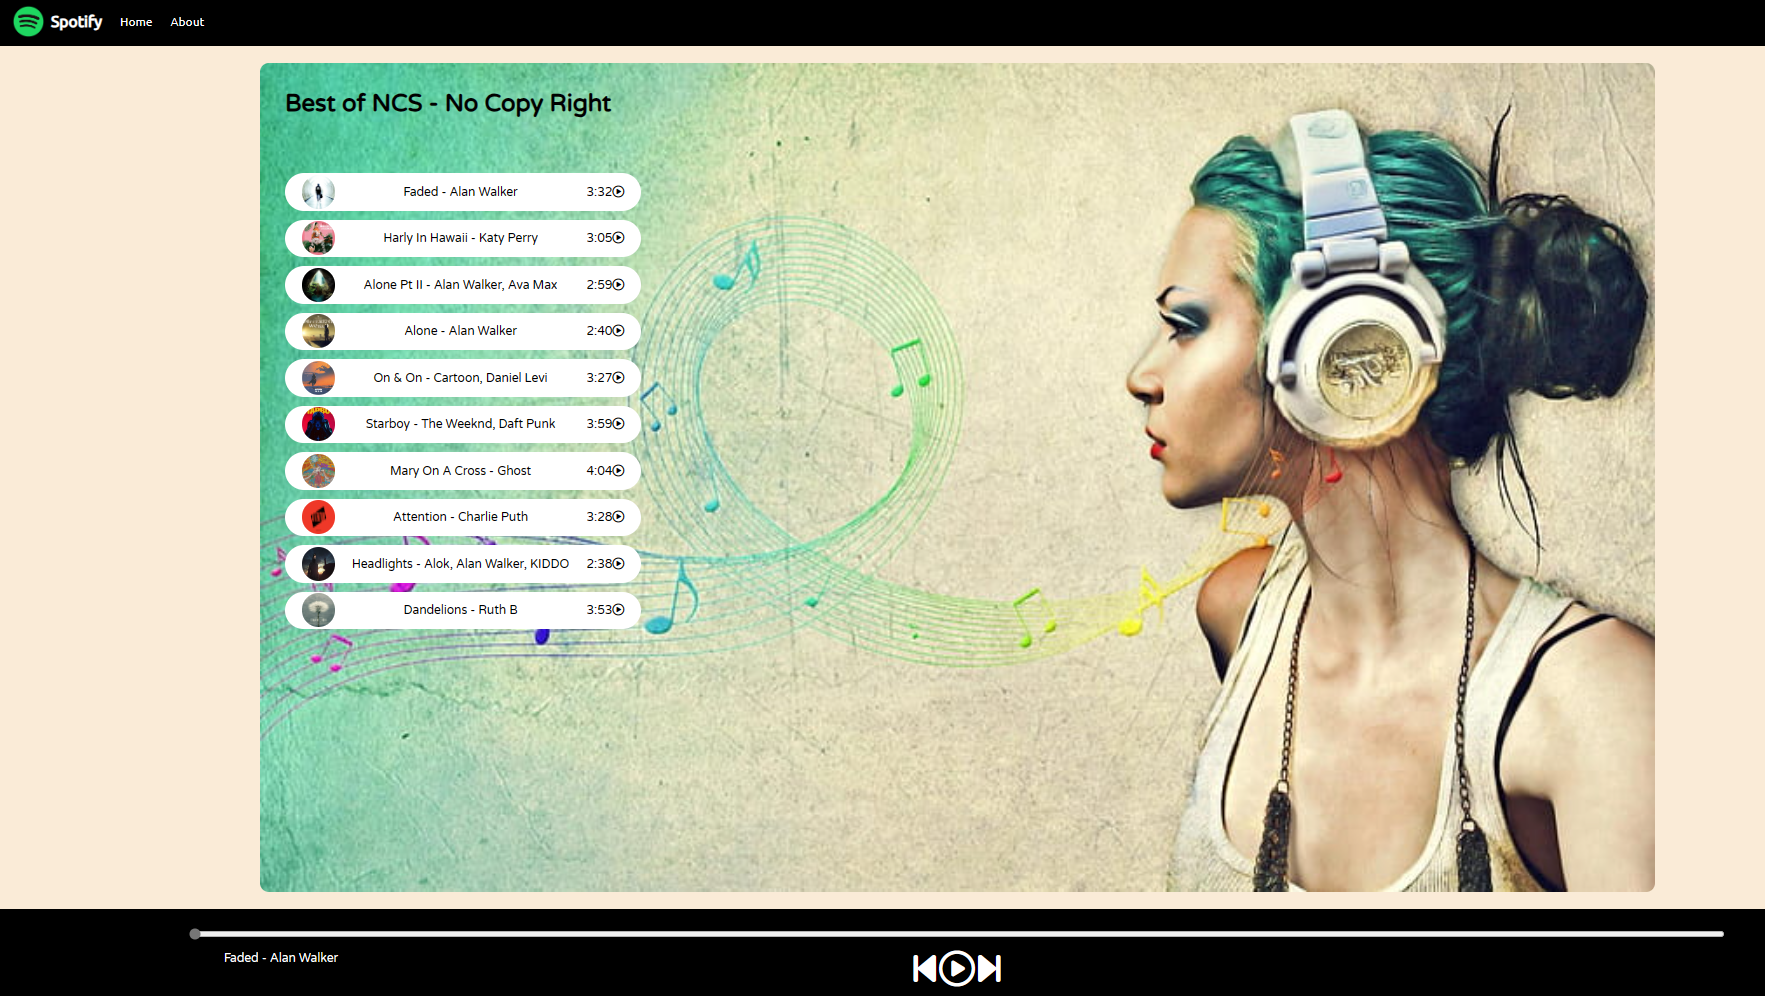 Spotify Home About
Best of NCS - No Copy Right
Faded - Alan Walker 3:32
Harly In Hawaii - Katy Perry 3:05
Alone Pt II - Alan Walker, Ava Max 2:59
Alone - Alan Walker 2:40
On & On - Cartoon, Daniel Levi 3:27
Starboy - The Weeknd, Daft Punk 3:59
Mary On A Cross - Ghost 4:04
Attention - Charlie Puth 3:28
Headlights - Alok, Alan Walker, KIDDO 2:38
Dandelions - Ruth B 3:53
Faded - Alan Walker